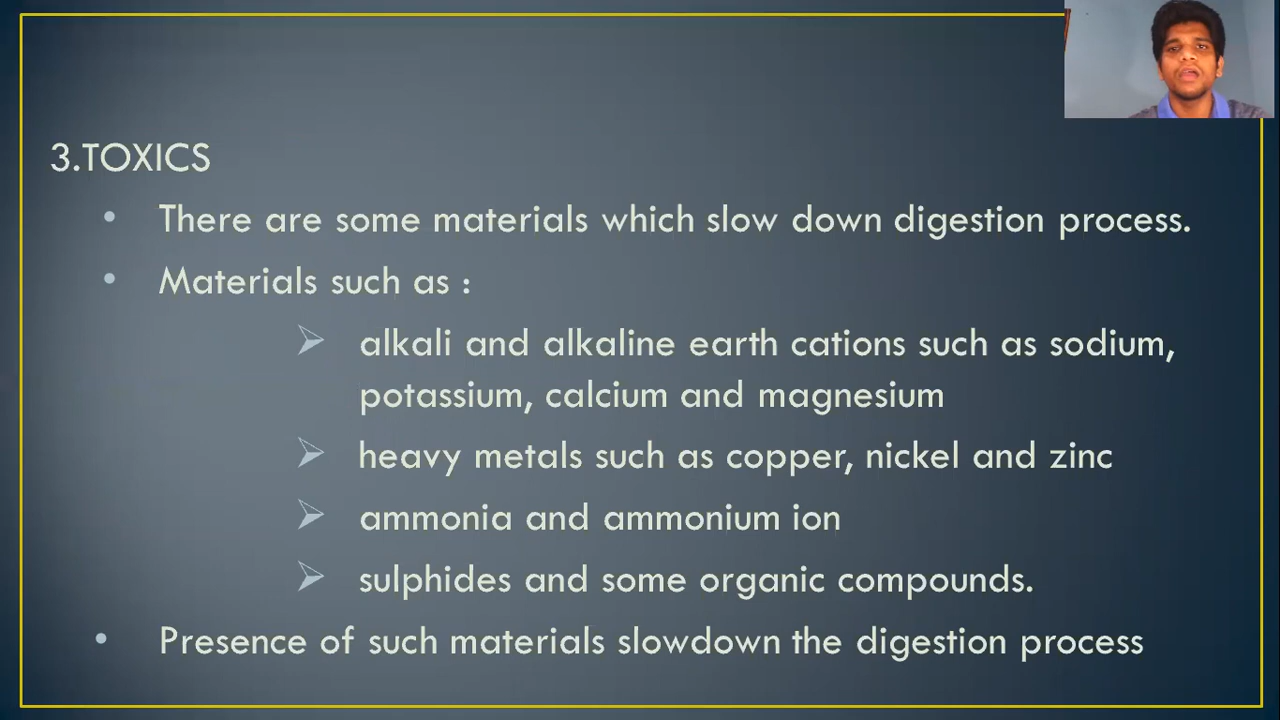 3.TOXICS
• There are some materials which slow down digestion process.
• Materials such as :
➢ alkali and alkaline earth cations such as sodium,
potassium, calcium and magnesium
➢ heavy metals such as copper, nickel and zinc
➢ ammonia and ammonium ion
➢ sulphides and some organic compounds.
• Presence of such materials slowdown the digestion process